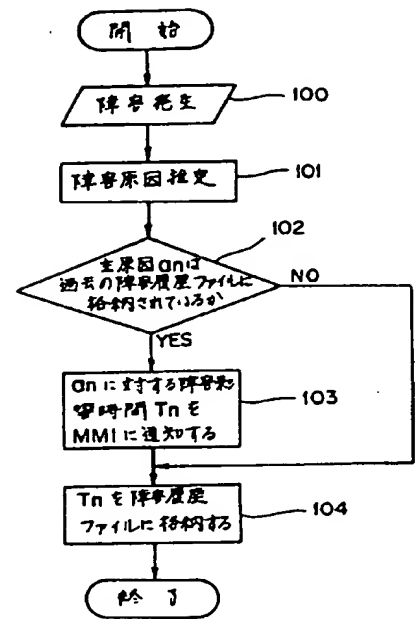 開始
障害発生
100
障害原因推定
101
102
主原因anは
過去の障害履歴ファイルに
格納されているか
NO
YES
anに対する障害影
響時間Tnを
MMIに通知する
103
Tnを障害履歴
ファイルに格納する
104
終了